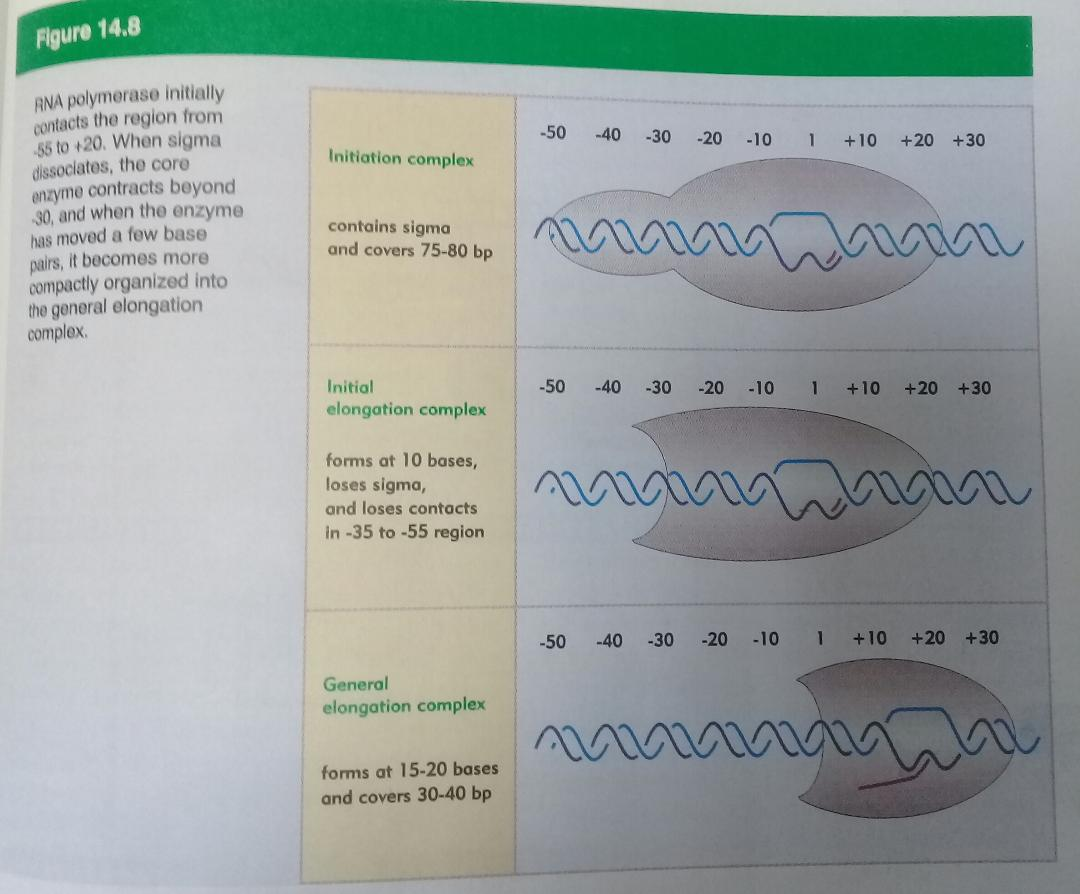 Figure 14.8
RNA polymerase initially
contacts the region from
-55 to +20. When sigma
dissociates, the core
enzyme contracts beyond
-30, and when the enzyme
has moved a few base
pairs, it becomes more
compactly organized into
the general elongation
complex.
Initiation complex
contains sigma
and covers 75-80 bp
-50 -40 -30 -20 -10 1 +10 +20 +30
Initial
elongation complex
forms at 10 bases,
loses sigma,
and loses contacts
in -35 to -55 region
-50 -40 -30 -20 -10 1 +10 +20 +30
General
elongation complex
forms at 15-20 bases
and covers 30-40 bp
-50 -40 -30 -20 -10 1 +10 +20 +30